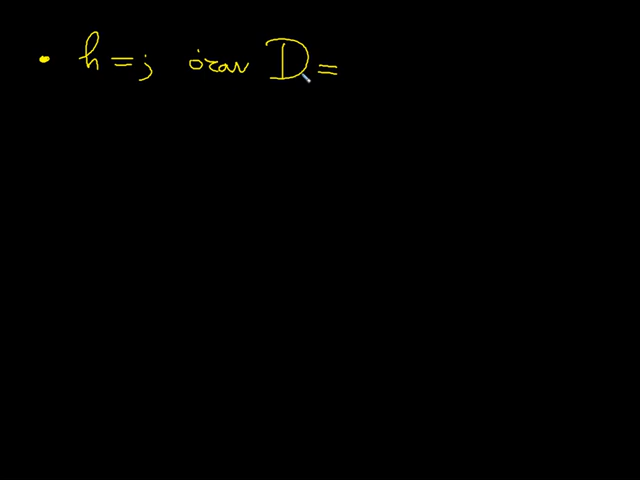 • h = ; όταν D =